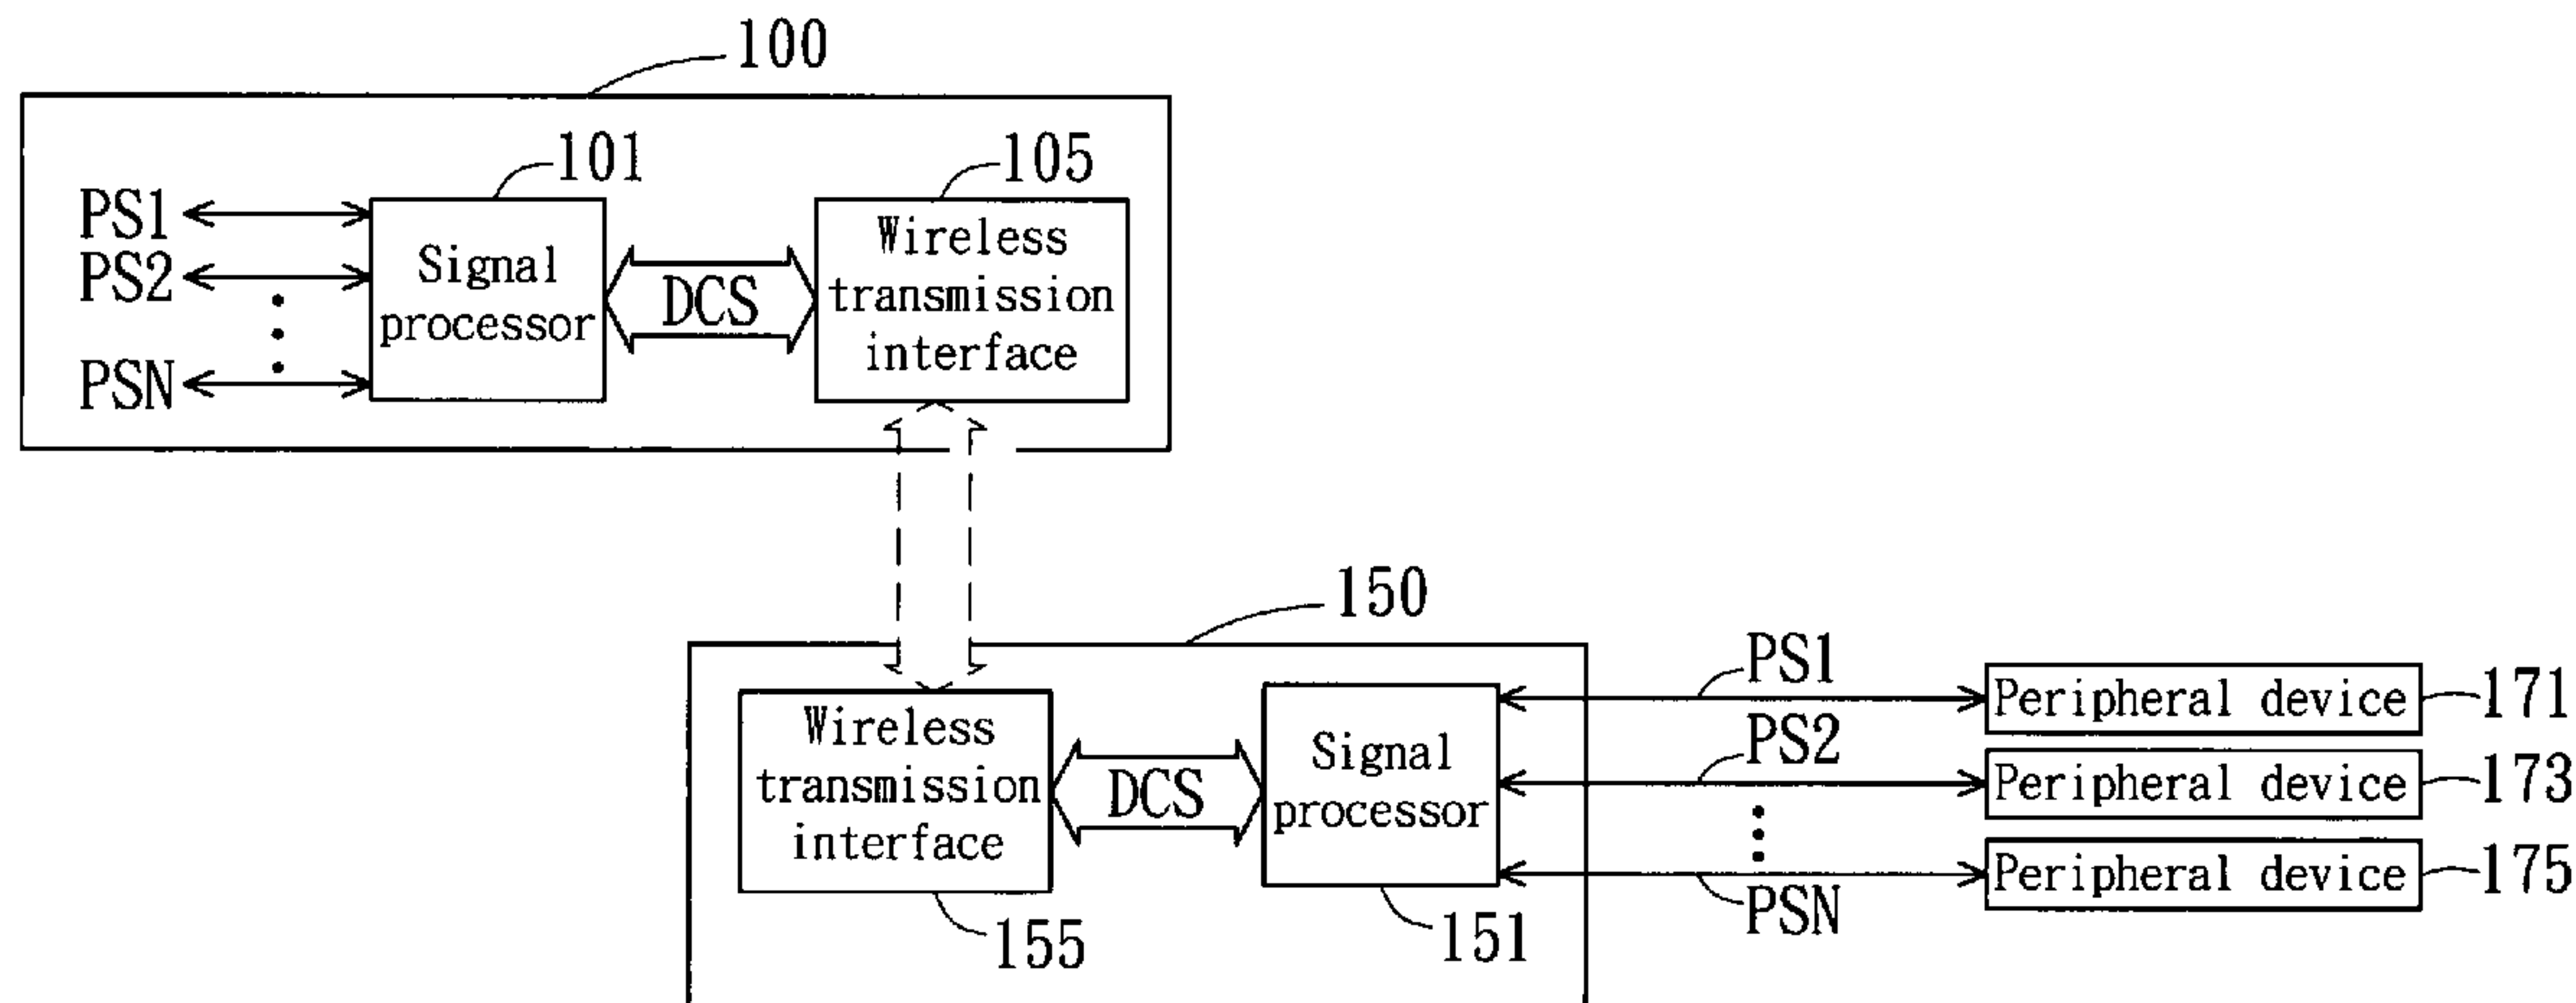 100
101
105
PS1
PS2
PSN
Signal
processor
DCS
Wireless
transmission
interface
150
Wireless
transmission
interface
DCS
Signal
processor
155
151
PS1
PS2
PSN
Peripheral device
171
Peripheral device
173
Peripheral device
175